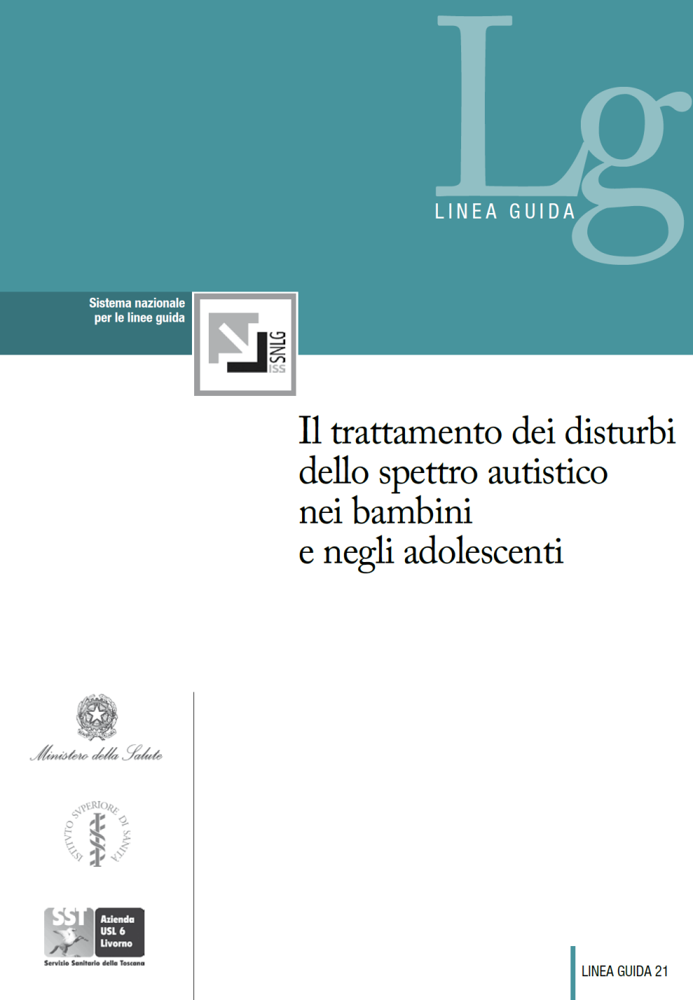 Lg
LINEA GUIDA
Sistema nazionale
per le linee guida
SNLG
ISS
Il trattamento dei disturbi
dello spettro autistico
nei bambini
e negli adolescenti
Ministero della Salute
ISTITVTO SVPERIORE DI SANITÀ
SST
Azienda
USL 6
Livorno
Servizio Sanitario della Toscana
LINEA GUIDA 21